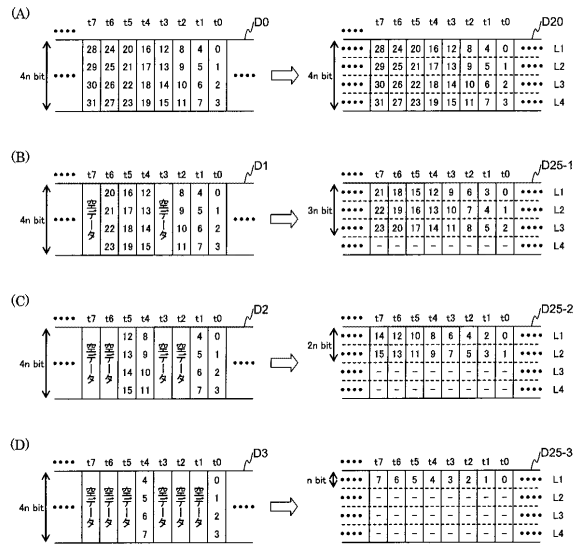 (A)
D0
D20
•••• t7 t6 t5 t4 t3 t2 t1 t0
•••• t7 t6 t5 t4 t3 t2 t1 t0
4n bit
28 24 20 16 12 8 4 0
29 25 21 17 13 9 5 1
•••• 30 26 22 18 14 10 6 2 ••••
31 27 23 19 15 11 7 3
4n bit
•••• 28 24 20 16 12 8 4 0 •••• L1
•••• 29 25 21 17 13 9 5 1 •••• L2
•••• 30 26 22 18 14 10 6 2 •••• L3
•••• 31 27 23 19 15 11 7 3 •••• L4
(B)
D1
D25-1
•••• t7 t6 t5 t4 t3 t2 t1 t0
•••• t7 t6 t5 t4 t3 t2 t1 t0
4n bit
空データ
空データ
20 16 12 8 4 0
21 17 13 9 5 1
•••• 22 18 14 10 6 2 ••••
23 19 15 11 7 3
3n bit
•••• 21 18 15 12 9 6 3 0 •••• L1
•••• 22 19 16 13 10 7 4 1 •••• L2
•••• 23 20 17 14 11 8 5 2 •••• L3
•••• – – – – – – – – •••• L4
(C)
D2
D25-2
•••• t7 t6 t5 t4 t3 t2 t1 t0
•••• t7 t6 t5 t4 t3 t2 t1 t0
4n bit
空データ
空データ
空データ
空データ
12 8 4 0
13 9 5 1
•••• 14 10 6 2 ••••
15 11 7 3
2n bit
•••• 14 12 10 8 6 4 2 0 •••• L1
•••• 15 13 11 9 7 5 3 1 •••• L2
•••• – – – – – – – – •••• L3
•••• – – – – – – – – •••• L4
(D)
D3
D25-3
•••• t7 t6 t5 t4 t3 t2 t1 t0
•••• t7 t6 t5 t4 t3 t2 t1 t0
4n bit
空データ
空データ
空データ
空データ
空データ
空データ
4 0
5 1
•••• 6 2 ••••
7 3
n bit
•••• 7 6 5 4 3 2 1 0 •••• L1
•••• – – – – – – – – •••• L2
•••• – – – – – – – – •••• L3
•••• – – – – – – – – •••• L4